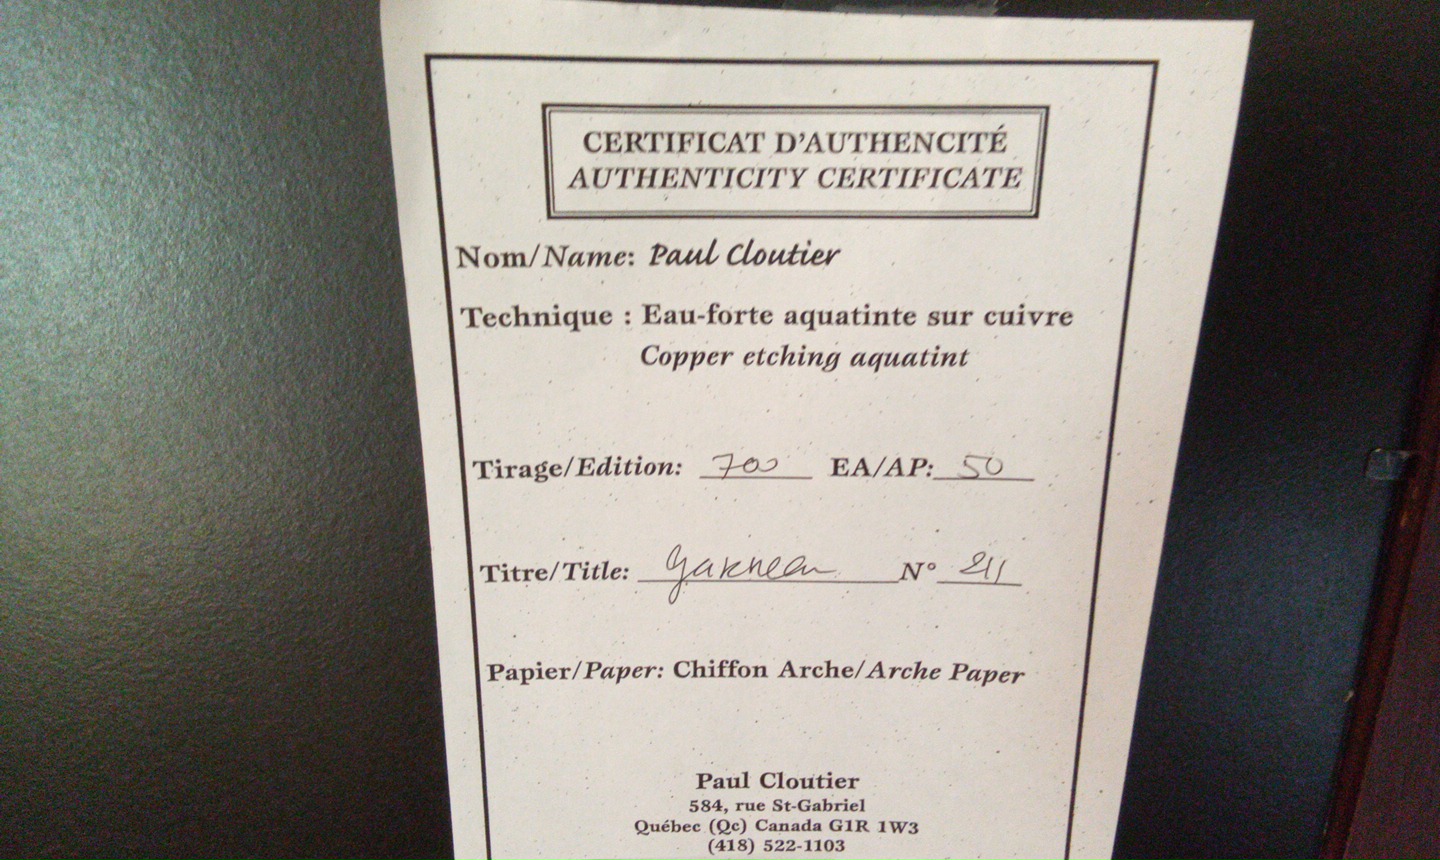 CERTIFICAT D'AUTHENCITÉ
AUTHENTICITY CERTIFICATE
Nom/Name: Paul Cloutier
Technique : Eau-forte aquatinte sur cuivre
Copper etching aquatint
Tirage/Edition: 700 EA/AP: 50
Titre/Title: Garneau N° 211
Papier/Paper: Chiffon Arche/Arche Paper
Paul Cloutier
584, rue St-Gabriel
Québec (Qc) Canada G1R 1W3
(418) 522-1103